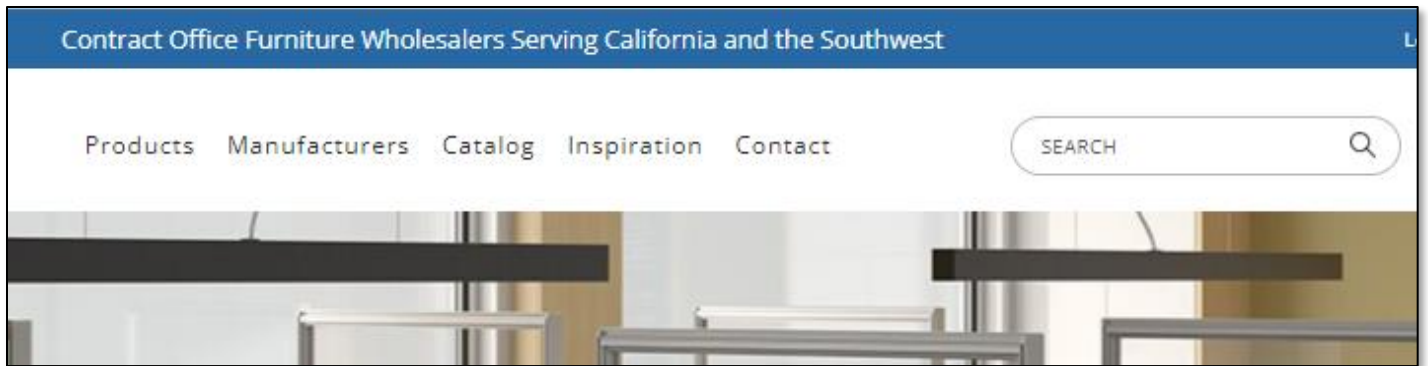 Contract Office Furniture Wholesalers Serving California and the Southwest
Products Manufacturers Catalog Inspiration Contact SEARCH